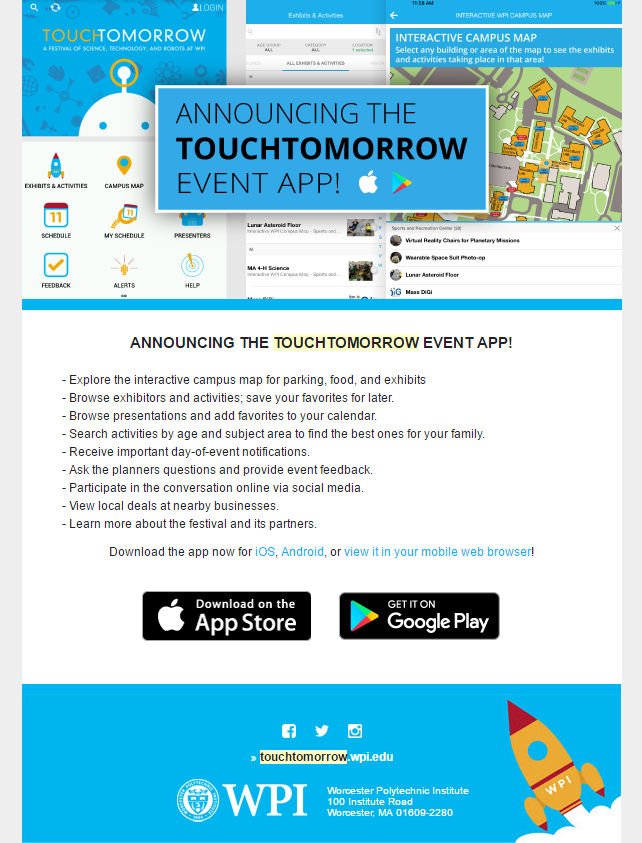 LOGIN
TOUCHTOMORROW
A FESTIVAL OF SCIENCE, TECHNOLOGY, AND ROBOTS AT WPI
EXHIBITS & ACTIVITIES
CAMPUS MAP
11
SCHEDULE
MY SCHEDULE
PRESENTERS
FEEDBACK
ALERTS
HELP
Exhibits & Activities
AGE GROUP
ALL
CATEGORY
ALL
LOCATION
1 selected
ALL EXHIBITS & ACTIVITIES
Lunar Asteroid Floor
Interactive WPI Campus Map - Sports and...
M
MA 4-H Science
Interactive WPI Campus Map - Sports and...
Mass DiGI
11:58 AM
100%
INTERACTIVE WPI CAMPUS MAP
INTERACTIVE CAMPUS MAP
Select any building or area of the map to see the exhibits
and activities taking place in that area!
Sports and Recreation Center (28)
Virtual Reality Chairs for Planetary Missions
Wearable Space Suit Photo-op
Lunar Asteroid Floor
Mass DiGI
ANNOUNCING THE
TOUCHTOMORROW
EVENT APP!
ANNOUNCING THE TOUCHTOMORROW EVENT APP!
- Explore the interactive campus map for parking, food, and exhibits
- Browse exhibitors and activities; save your favorites for later.
- Browse presentations and add favorites to your calendar.
- Search activities by age and subject area to find the best ones for your family.
- Receive important day-of-event notifications.
- Ask the planners questions and provide event feedback.
- Participate in the conversation online via social media.
- View local deals at nearby businesses.
- Learn more about the festival and its partners.
Download the app now for iOS, Android, or view it in your mobile web browser!
Download on the
App Store
GET IT ON
Google Play
» touchtomorrow.wpi.edu
WPI
Worcester Polytechnic Institute
100 Institute Road
Worcester, MA 01609-2280
WPI